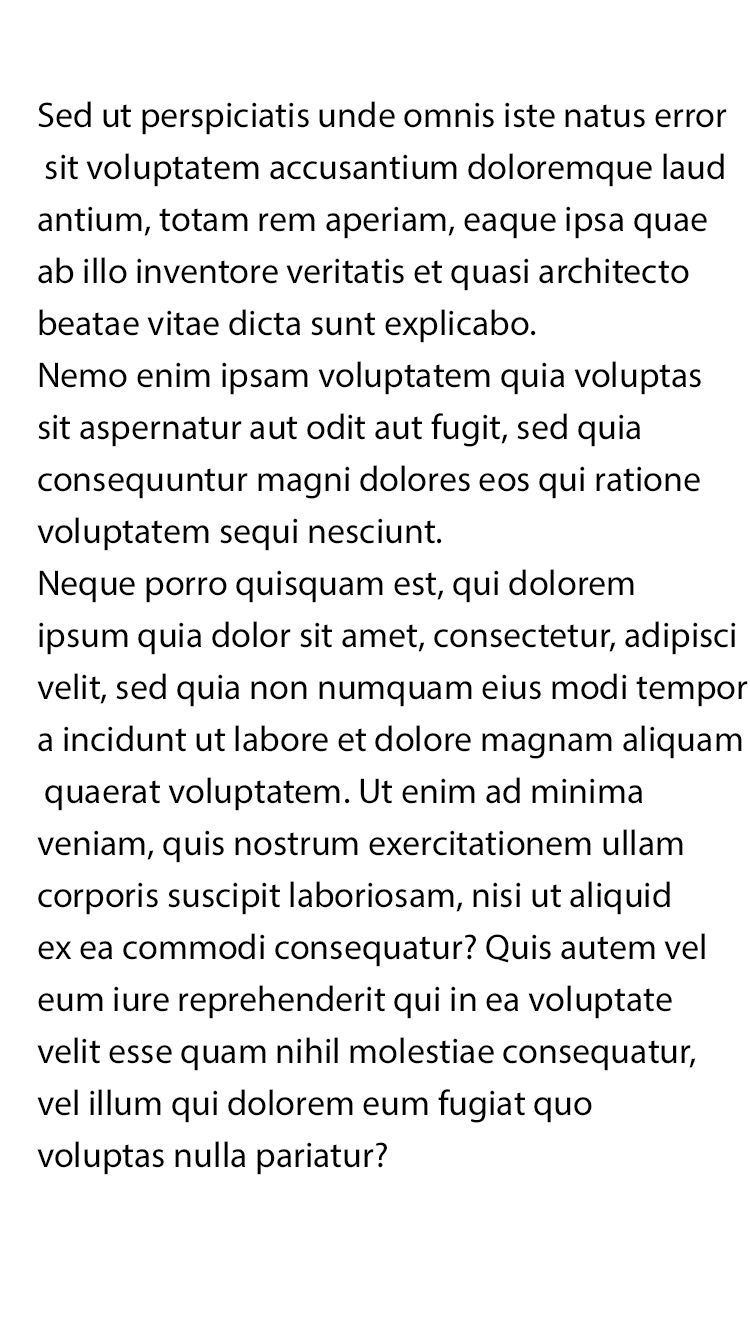 Sed ut perspiciatis unde omnis iste natus error
sit voluptatem accusantium doloremque laud
antium, totam rem aperiam, eaque ipsa quae
ab illo inventore veritatis et quasi architecto
beatae vitae dicta sunt explicabo.
Nemo enim ipsam voluptatem quia voluptas
sit aspernatur aut odit aut fugit, sed quia
consequuntur magni dolores eos qui ratione
voluptatem sequi nesciunt.
Neque porro quisquam est, qui dolorem
ipsum quia dolor sit amet, consectetur, adipisci
velit, sed quia non numquam eius modi tempor
a incidunt ut labore et dolore magnam aliquam
quaerat voluptatem. Ut enim ad minima
veniam, quis nostrum exercitationem ullam
corporis suscipit laboriosam, nisi ut aliquid
ex ea commodi consequatur? Quis autem vel
eum iure reprehenderit qui in ea voluptate
velit esse quam nihil molestiae consequatur,
vel illum qui dolorem eum fugiat quo
voluptas nulla pariatur?